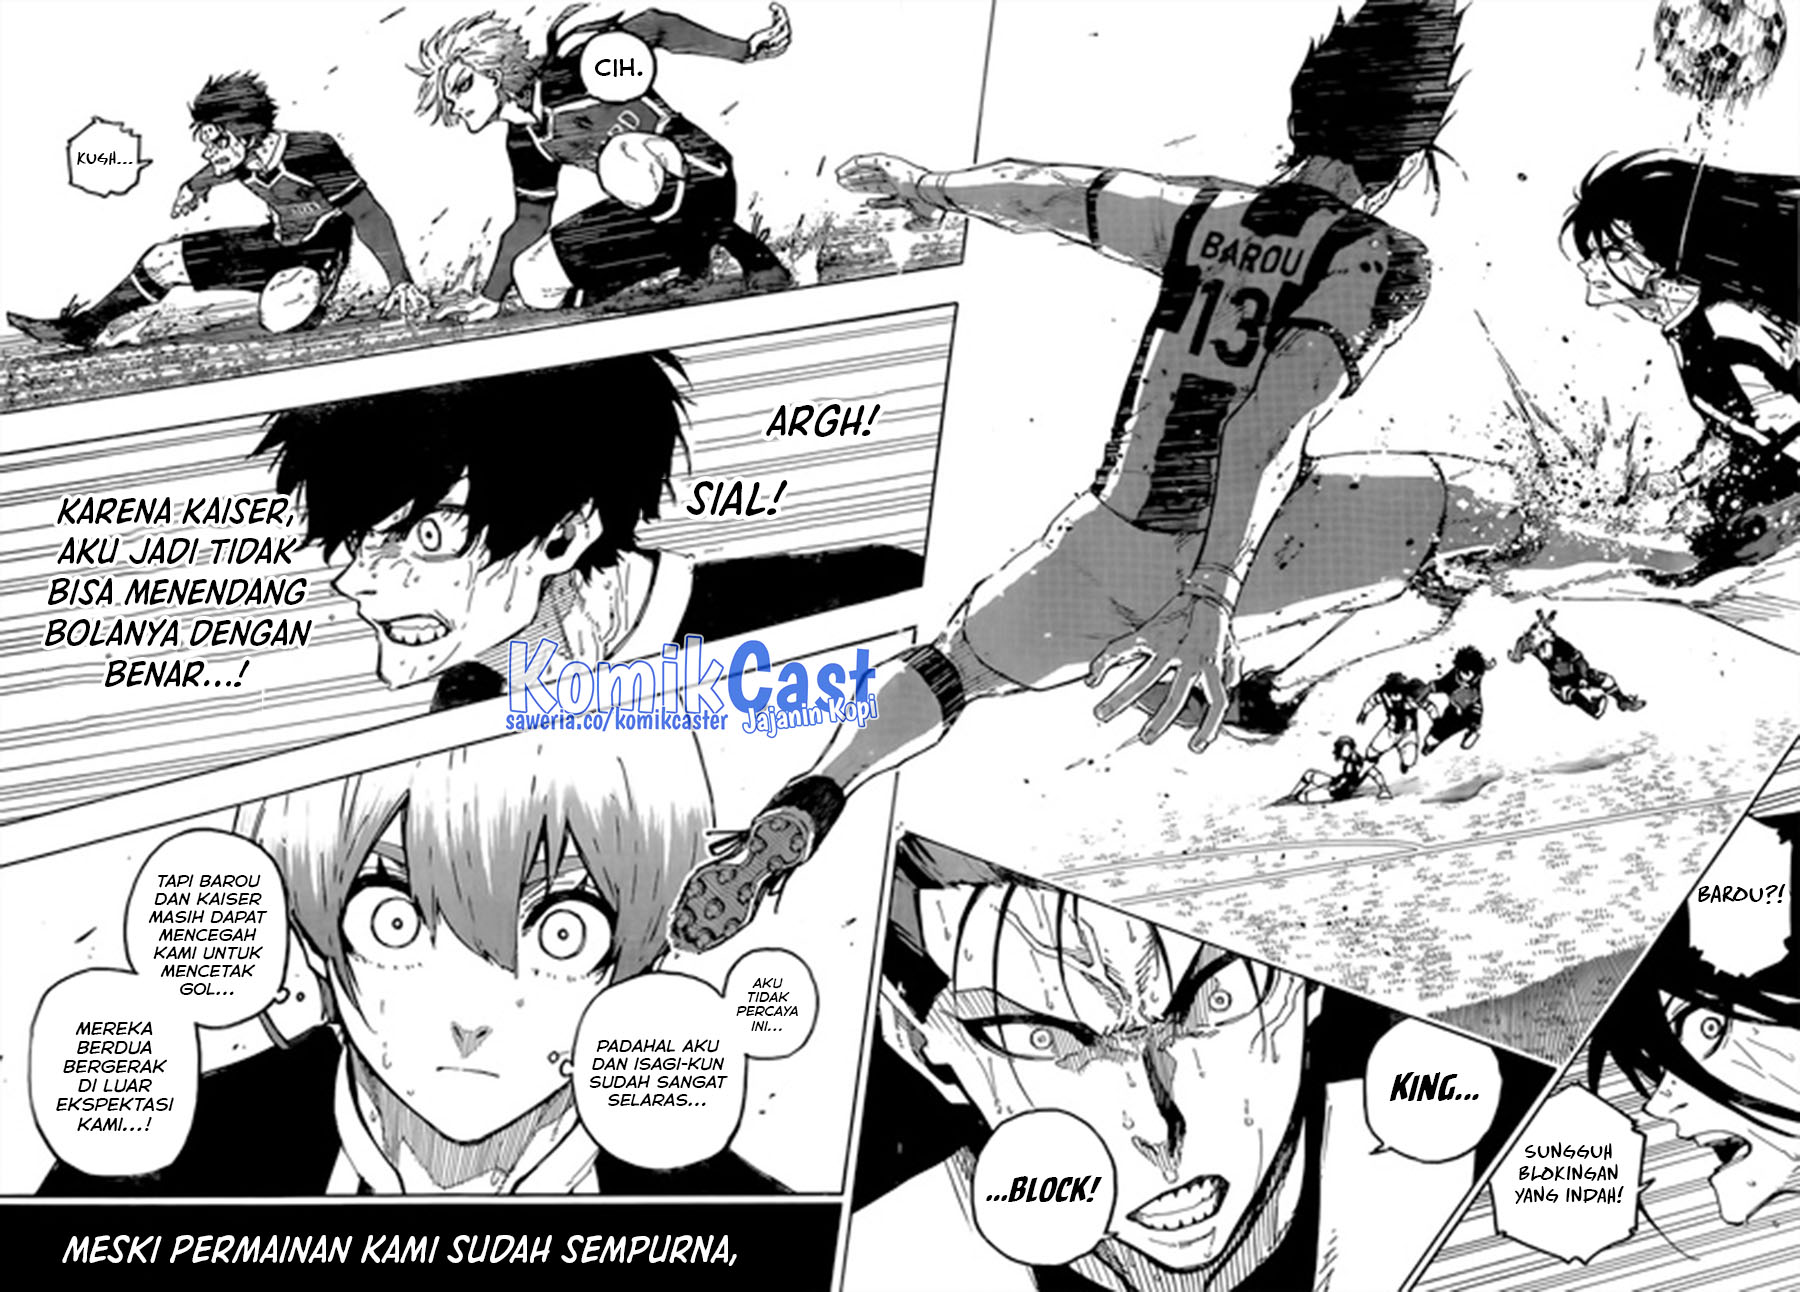 BAROU
13
BAROU?!
SUNGGUH
BLOKINGAN
YANG INDAH!
KING...
...BLOCK!
CIH.
KUGH...
ARGH!
SIAL!
KARENA KAISER,
AKU JADI TIDAK
BISA MENENDANG
BOLANYA DENGAN
BENAR...!
KomikCast
saweria.co/komikcaster
Jajanin Kopi
AKU
TIDAK
PERCAYA
INI...
PADAHAL AKU
DAN ISAGI-KUN
SUDAH SANGAT
SELARAS...
TAPI BAROU
DAN KAISER
MASIH DAPAT
MENCEGAH
KAMI UNTUK
MENCETAK
GOL...
MEREKA
BERDUA
BERGERAK
DI LUAR
EKSPEKTASI
KAMI...!
MESKI PERMAINAN KAMI SUDAH SEMPURNA,